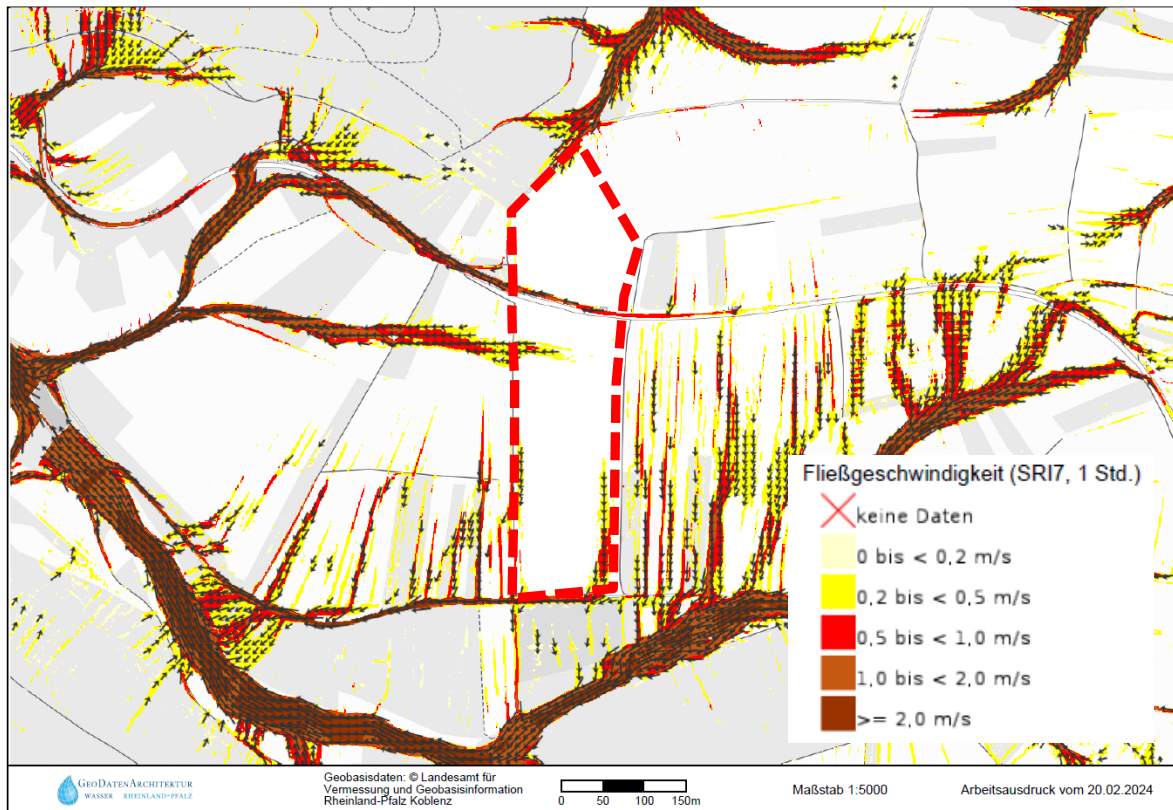 Fließgeschwindigkeit (SRI7, 1 Std.)
keine Daten
0 bis < 0,2 m/s
0,2 bis < 0,5 m/s
0,5 bis < 1,0 m/s
1,0 bis < 2,0 m/s
>= 2,0 m/s
GEODATENARCHITEKTUR
WASSER RHEINLAND-PFALZ
Geobasisdaten: © Landesamt für
Vermessung und Geobasisinformation
Rheinland-Pfalz Koblenz
0 50 100 150m
Maßstab 1:5000
Arbeitsausdruck vom 20.02.2024